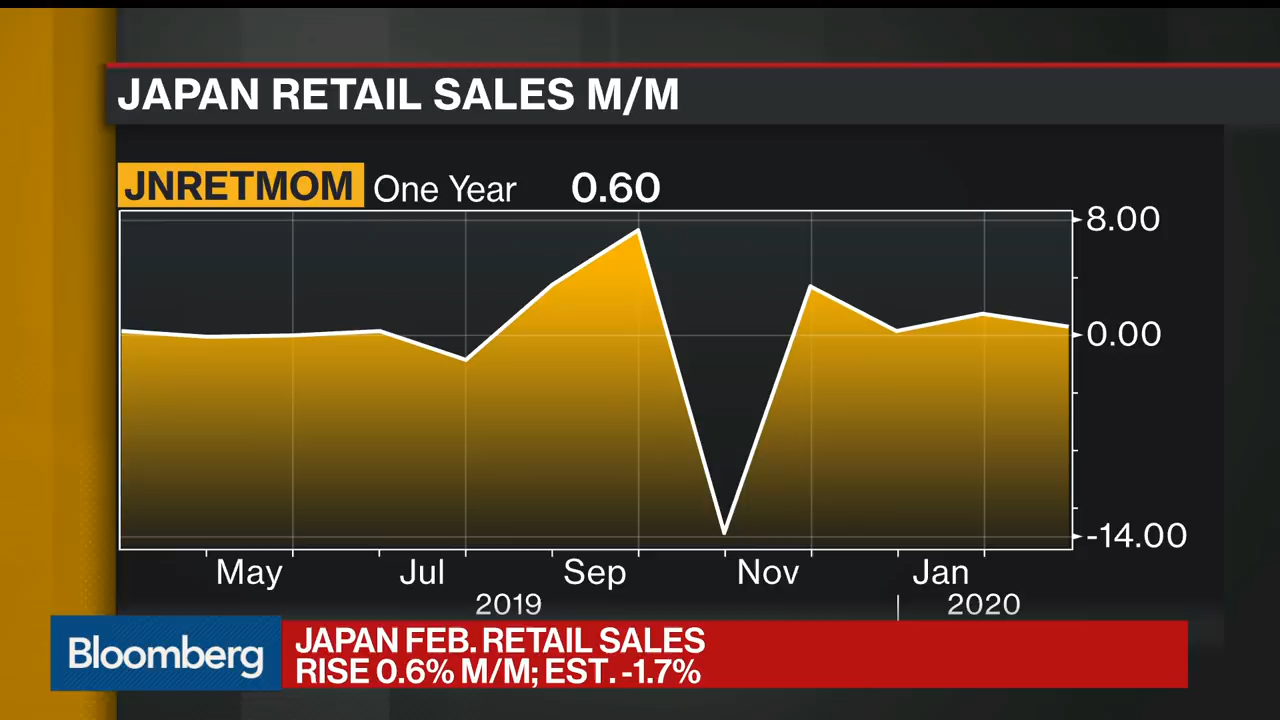 JAPAN RETAIL SALES M/M
JNRETMOM One Year 0.60
8.00
0.00
-14.00
May Jul Sep Nov Jan
2019 2020
Bloomberg
JAPAN FEB. RETAIL SALES
RISE 0.6% M/M; EST. -1.7%